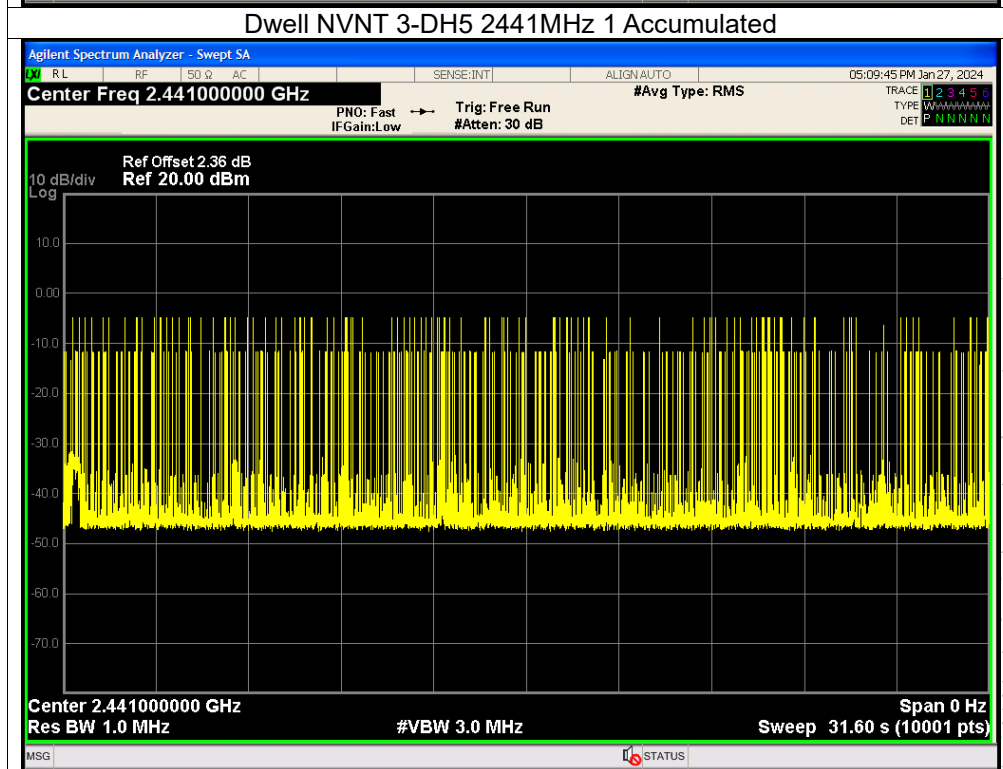 Dwell NVNT 3-DH5 2441MHz 1 Accumulated
Agilent Spectrum Analyzer - Swept SA
LXI RL RF 50 Ω AC SENSE:INT ALIGN AUTO 05:09:45 PM Jan 27, 2024
Center Freq 2.441000000 GHz #Avg Type: RMS TRACE 1 2 3 4 5 6
PNO: Fast Trig: Free Run TYPE WWWWWW
IFGain:Low #Atten: 30 dB DET P N N N N N
Ref Offset 2.36 dB
10 dB/div Ref 20.00 dBm
Log
10.0
0.00
-10.0
-20.0
-30.0
-40.0
-50.0
-60.0
-70.0
Center 2.441000000 GHz Span 0 Hz
Res BW 1.0 MHz #VBW 3.0 MHz Sweep 31.60 s (10001 pts)
MSG STATUS